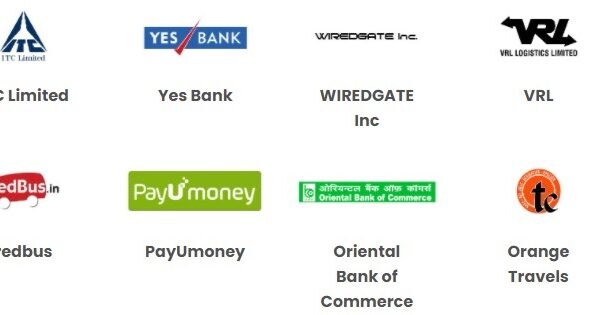 ITC Limited
YES BANK
WIREDGATE Inc.
VRL
VRL LOGISTICS LIMITED
C Limited
Yes Bank
WIREDGATE
Inc
VRL
edBus.in
PayUmoney
ओरियन्टल बैंक ऑफ़ कॉमर्स
Oriental Bank of Commerce
tc
redbus
PayUmoney
Oriental
Bank of
Commerce
Orange
Travels